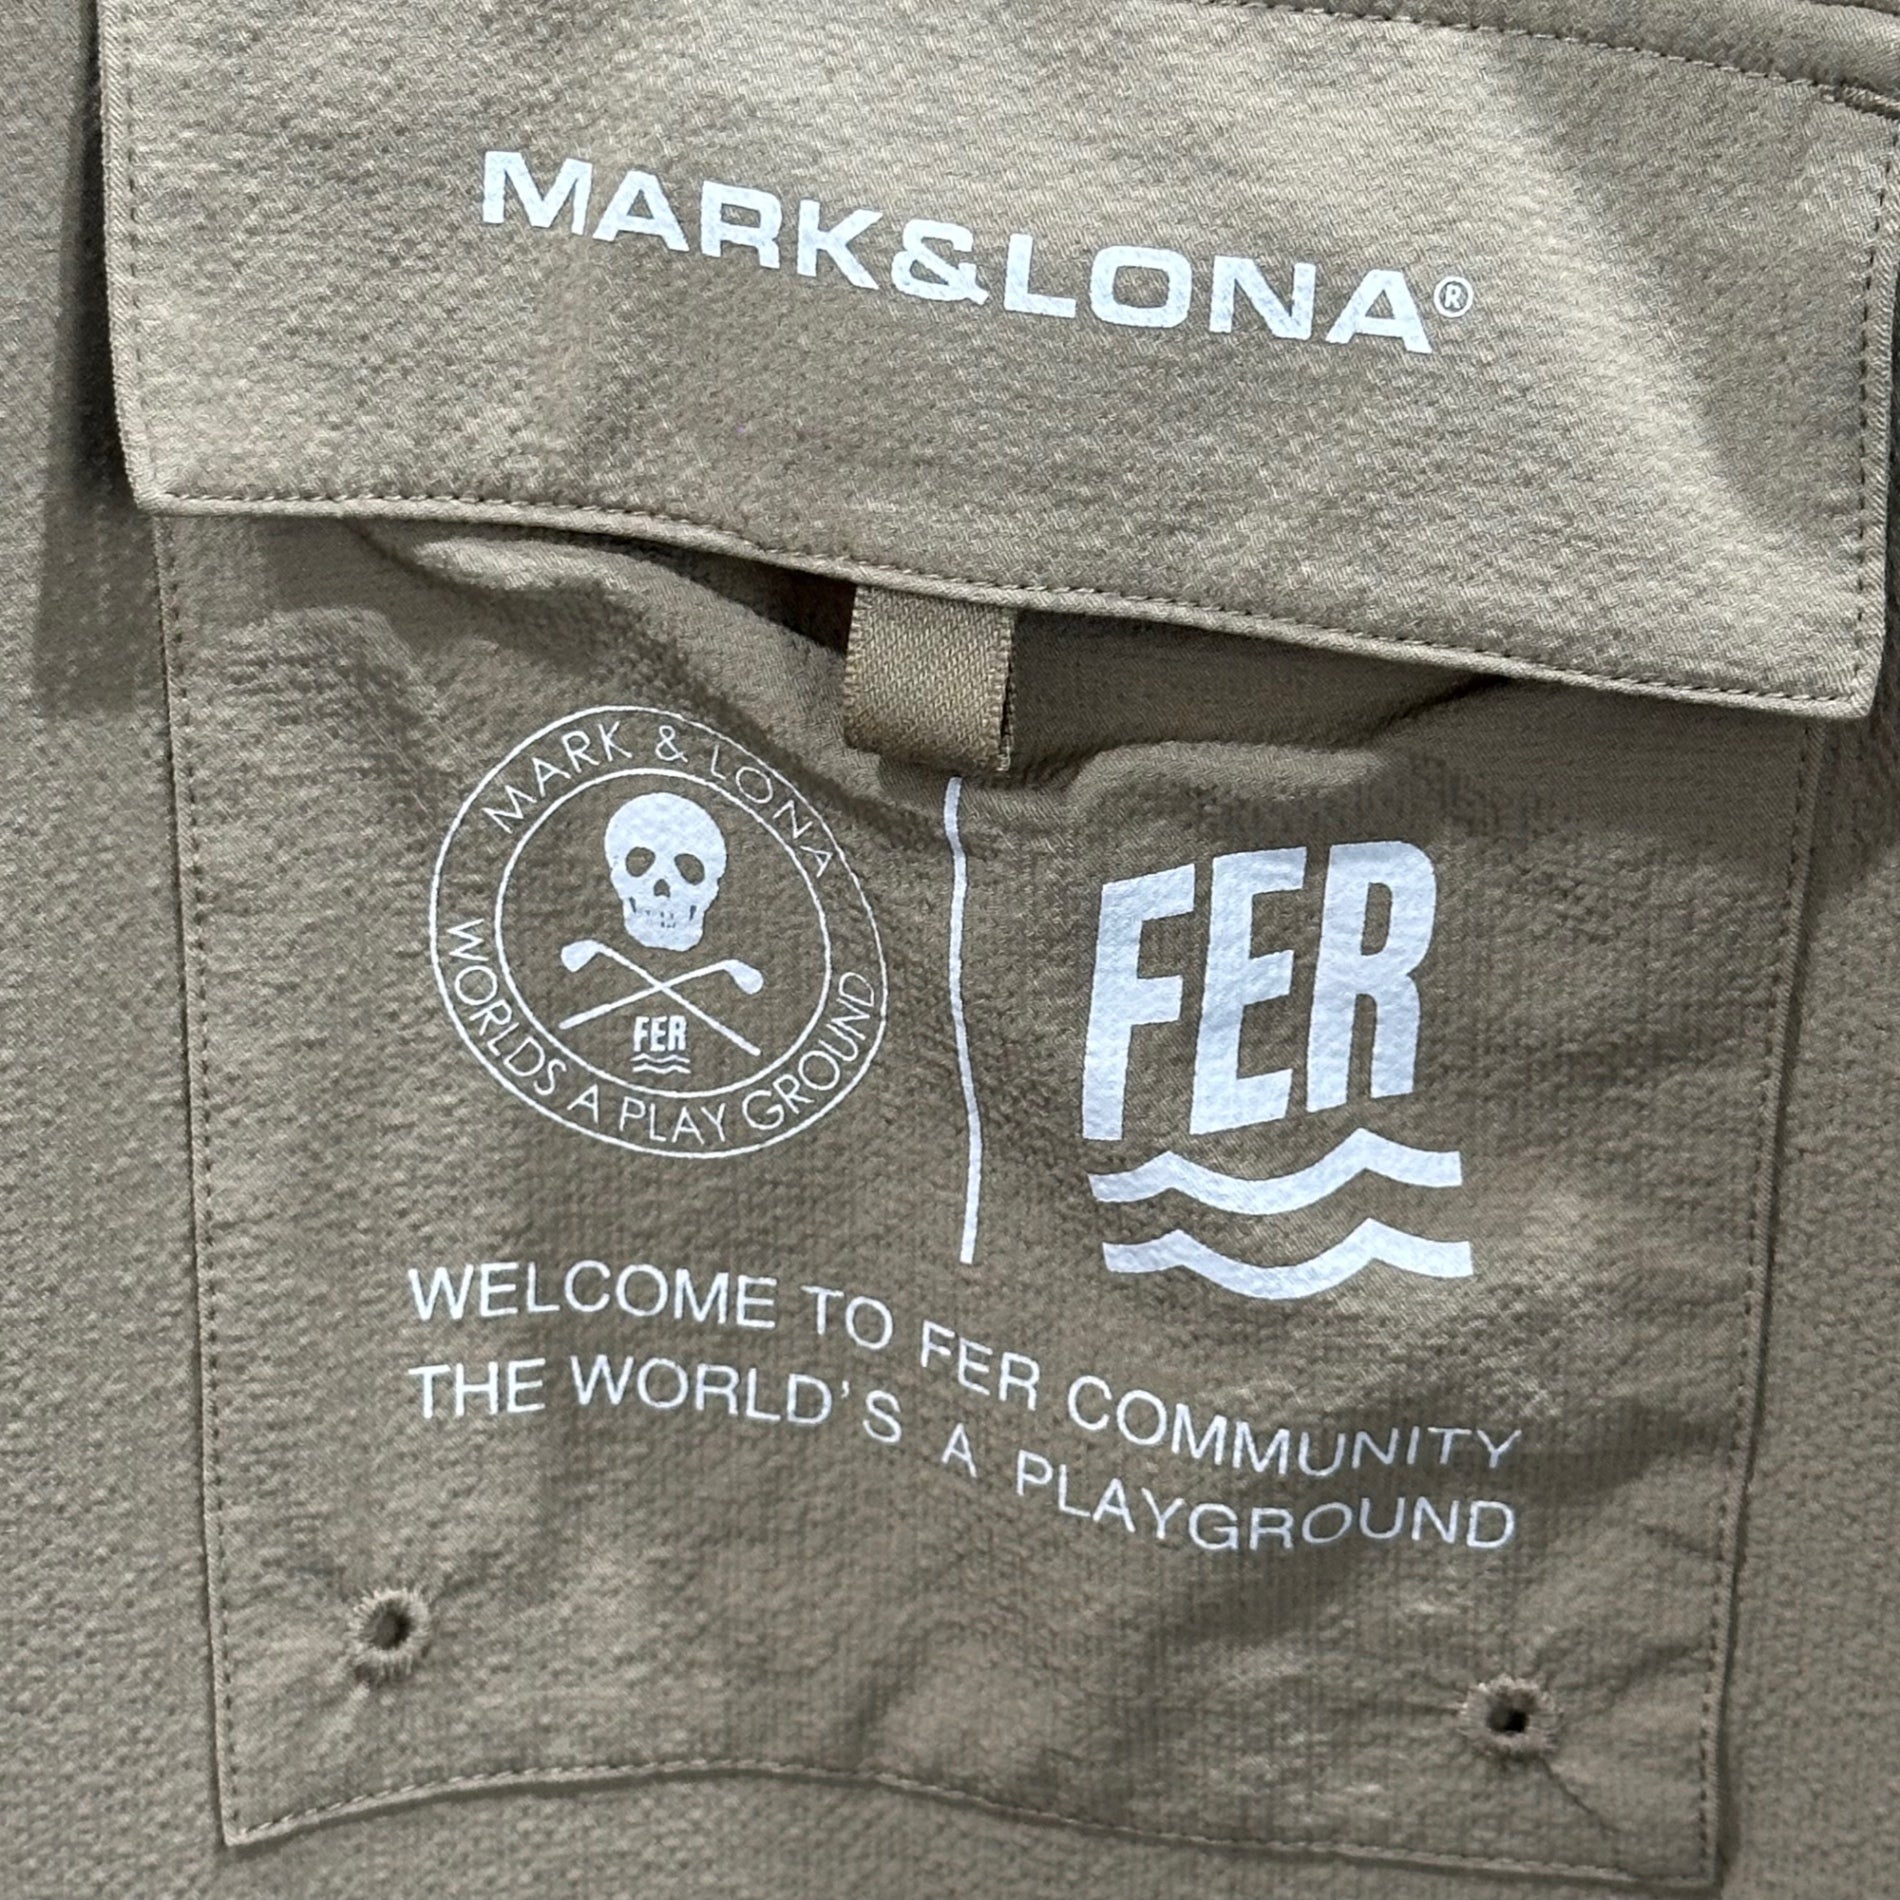 MARK&LONA®
MARK & LONA
WORLDS A PLAY GROUND
FER
FER
WELCOME TO FER COMMUNITY
THE WORLD'S A PLAYGROUND